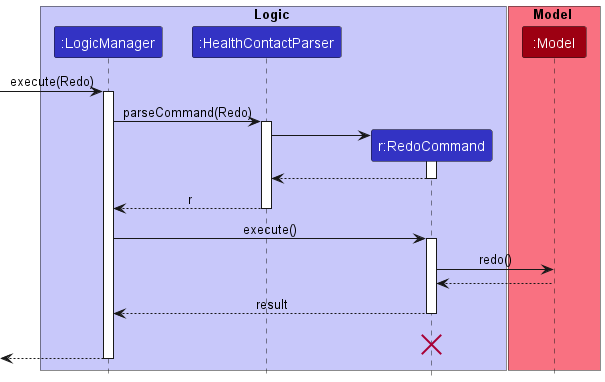 Logic
Model
:LogicManager
:HealthContactParser
:Model
execute(Redo)
parseCommand(Redo)
r:RedoCommand
r
execute()
redo()
result